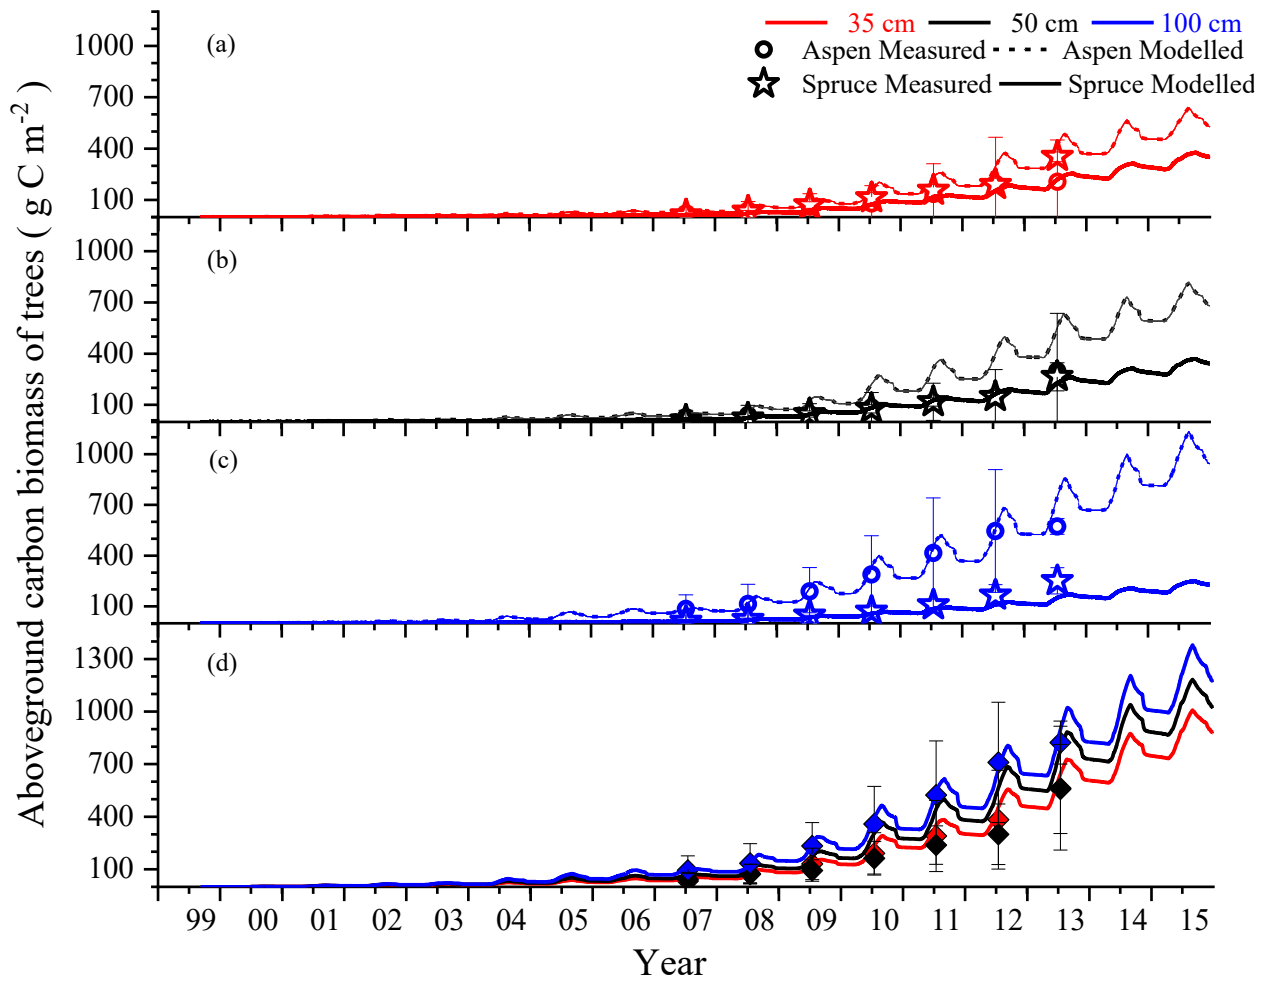 35 cm 50 cm 100 cm
Aspen Measured Aspen Modelled
Spruce Measured Spruce Modelled
Aboveground carbon biomass of trees ( g C m-2 )
(a)
1000
700
400
100
(b)
1000
700
400
100
(c)
1000
700
400
100
(d)
1300
1000
700
400
100
99 00 01 02 03 04 05 06 07 08 09 10 11 12 13 14 15
Year